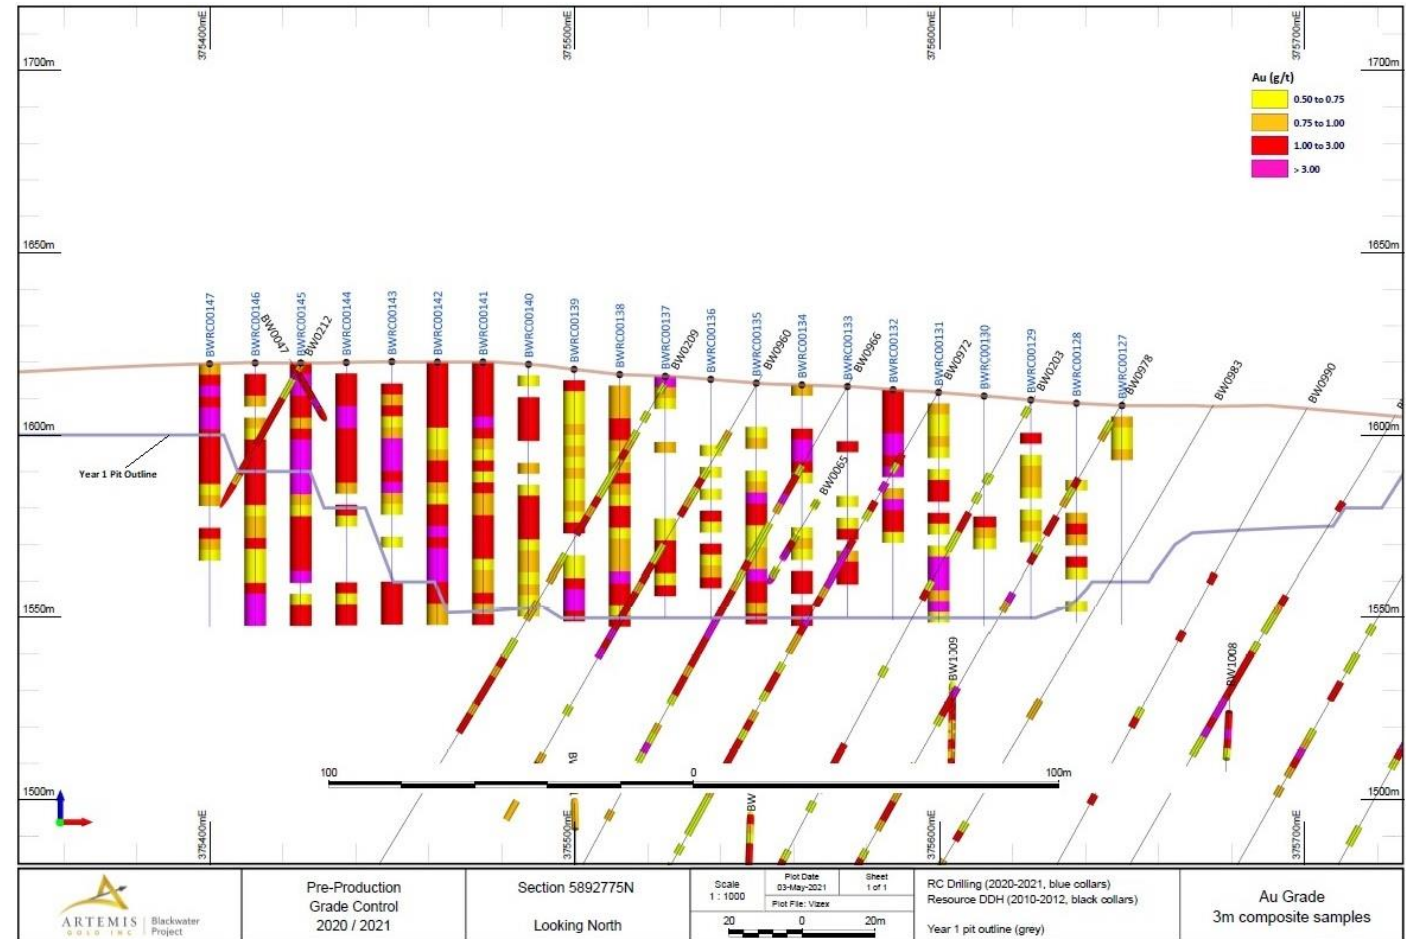 375400mE
375500mE
375600mE
375700mE
1700m
1700m
Au (g/t)
0.50 to 0.75
0.75 to 1.00
1.00 to 3.00
> 3.00
1650m
1650m
BWRC00147
BWRC00146
BW0047
BWRC00145
BW0212
BWRC00144
BWRC00143
BWRC00142
BWRC00141
BWRC00140
BWRC00139
BWRC00138
BWRC00137
BW0209
BWRC00136
BWRC00135
BW0960
BWRC00134
BWRC00133
BW0966
BWRC00132
BWRC00131
BW0972
BWRC00130
BWRC00129
BW0203
BWRC00128
BWRC00127
BW0978
BW0983
BW0990
1600m
1600m
Year 1 Pit Outline
BW0065
1550m
1550m
BW1009
BW1008
100
0
100m
1500m
1500m
BW
375400mE
375500mE
375600mE
375700mE
ARTEMIS
GOLD INC
Blackwater
Project
Pre-Production
Grade Control
2020 / 2021
Section 5892775N
Looking North
Scale
1 : 1000
Plot Date
03-May-2021
Sheet
1 of 1
Plot File: Vizex
20
0
20m
RC Drilling (2020-2021, blue collars)
Resource DDH (2010-2012, black collars)
Year 1 pit outline (grey)
Au Grade
3m composite samples